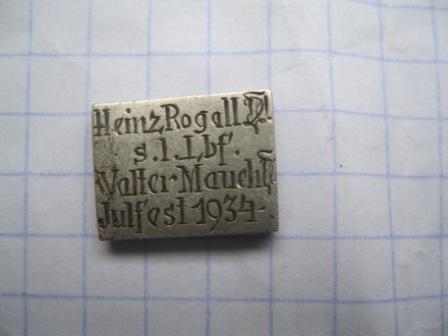 Heinz Rogall !
s. l. Lbf.
Walter Mauch
Julfest 1934.